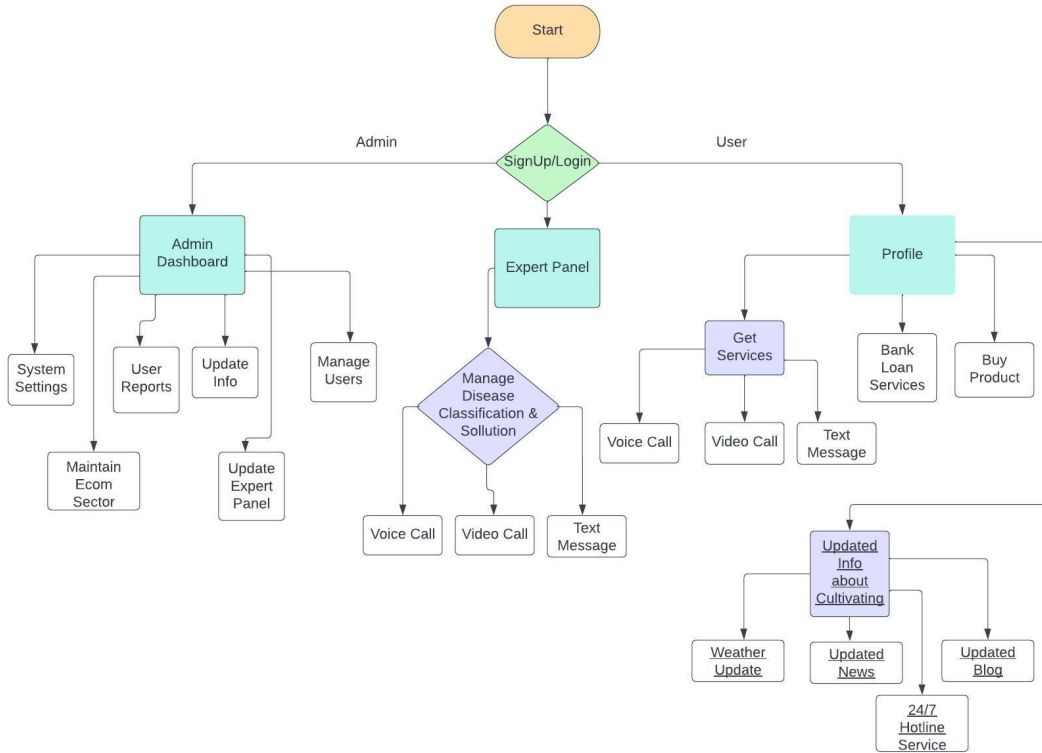 Start
Admin
User
SignUp/Login
Admin
Dashboard
Expert Panel
Profile
System
Settings
User
Reports
Update
Info
Manage
Users
Get
Services
Bank
Loan
Services
Buy
Product
Manage
Disease
Classification &
Sollution
Voice Call
Video Call
Text
Message
Maintain
Ecom
Sector
Update
Expert
Panel
Voice Call
Video Call
Text
Message
Updated
Info
about
Cultivating
Weather
Update
Updated
News
Updated
Blog
24/7
Hotline
Service